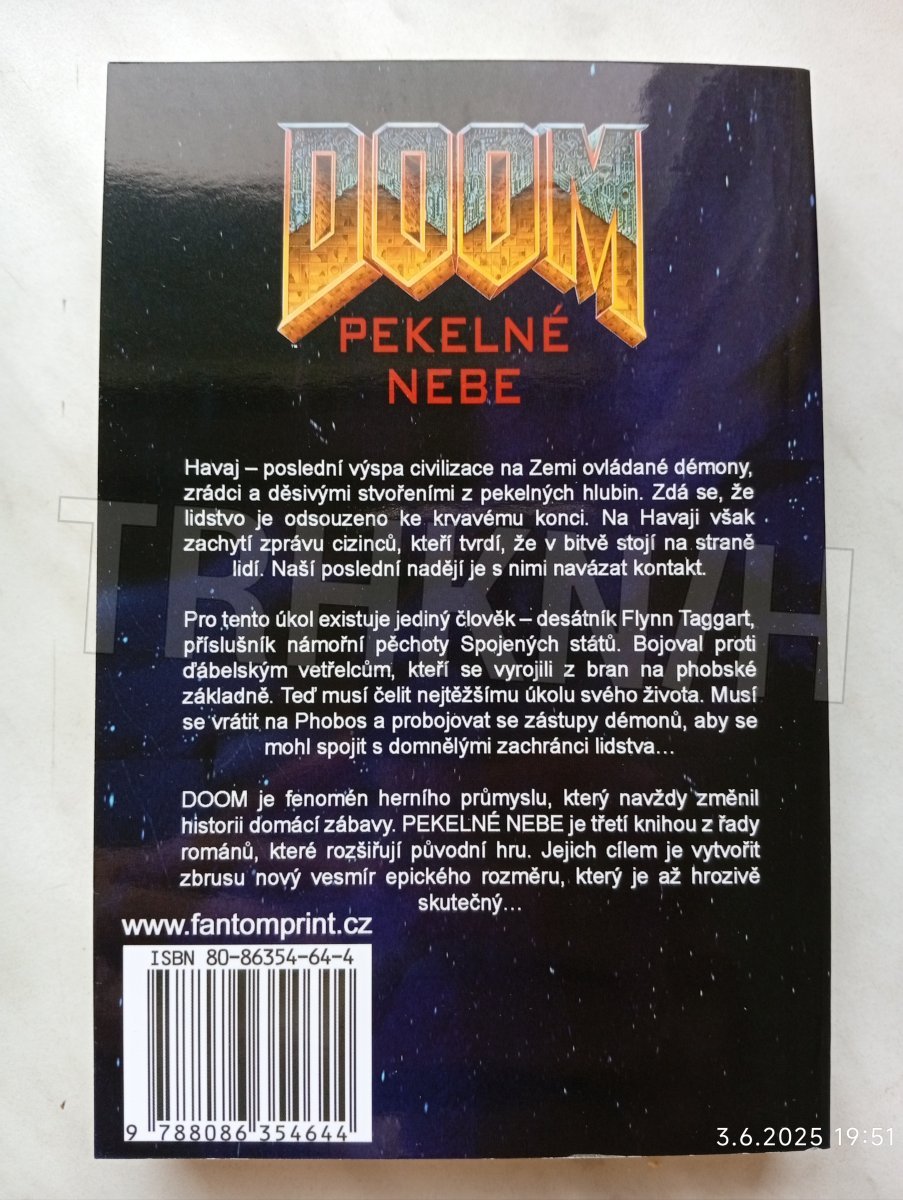 DOOM
PEKELNÉ
NEBE
Havaj – poslední výspa civilizace na Zemi ovládané démony,
zrádci a děsivými stvořeními z pekelných hlubin. Zdá se, že
lidstvo je odsouzeno ke krvavému konci. Na Havaji však
zachytí zprávu cizinců, kteří tvrdí, že v bitvě stojí na straně
lidí. Naší poslední nadějí je s nimi navázat kontakt.
Pro tento úkol existuje jediný člověk – desátník Flynn Taggart,
příslušník námořní pěchoty Spojených států. Bojoval proti
ďábelským vetřelcům, kteří se vyrojili z bran na phobské
základně. Teď musí čelit nejtěžšímu úkolu svého života. Musí
se vrátit na Phobos a probojovat se zástupy démonů, aby se
mohl spojit s domnělými zachránci lidstva...
DOOM je fenomén herního průmyslu, který navždy změnil
historii domácí zábavy. PEKELNÉ NEBE je třetí knihou z řady
románů, které rozšiřují původní hru. Jejich cílem je vytvořit
zbrusu nový vesmír epického rozměru, který je až hrozivě
skutečný...
www.fantomprint.cz
ISBN 80-86354-64-4
9 788086 354644
3.6.2025 19:51